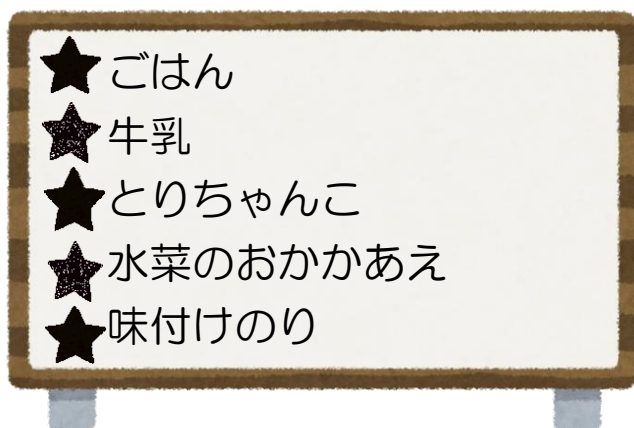 ごはん
牛乳
とりちゃんこ
水菜のおかかあえ
味付けのり